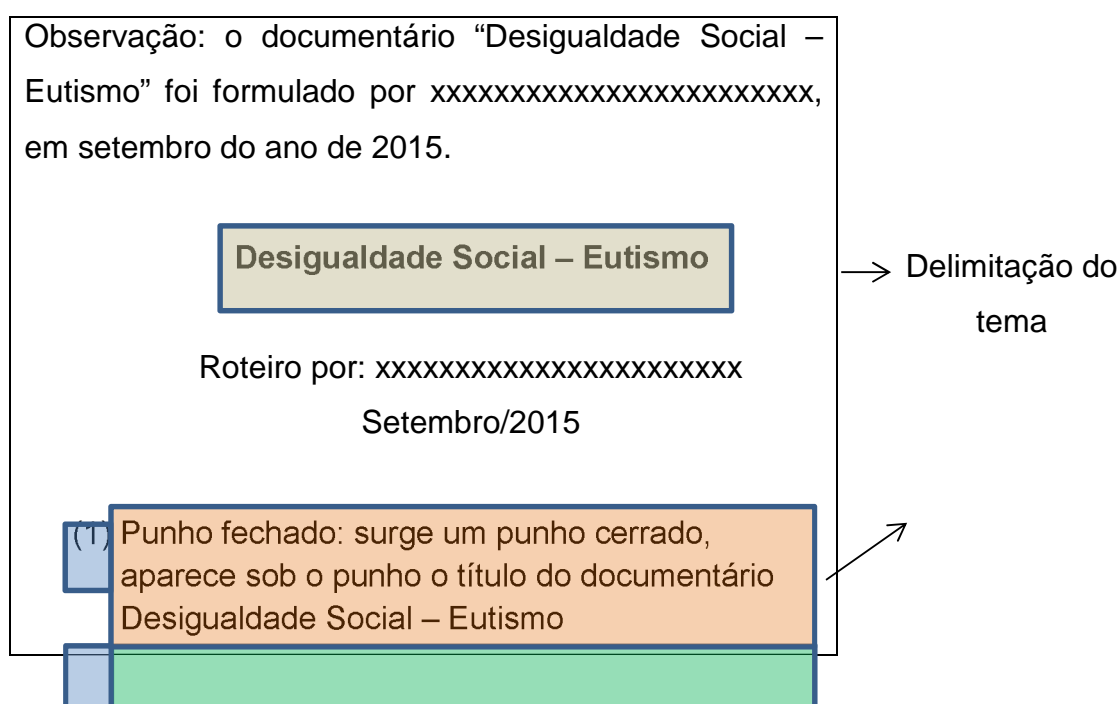 Observação: o documentário “Desigualdade Social –
Eutismo” foi formulado por xxxxxxxxxxxxxxxxxxxxxxxx,
em setembro do ano de 2015.
Desigualdade Social – Eutismo
Delimitação do
tema
Roteiro por: xxxxxxxxxxxxxxxxxxxxxxx
Setembro/2015
(1) Punho fechado: surge um punho cerrado,
aparece sob o punho o título do documentário
Desigualdade Social – Eutismo